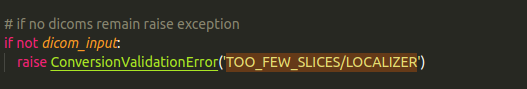 # if no dicoms remain raise exception
if not dicom_input:
raise ConversionValidationError('TOO_FEW_SLICES/LOCALIZER')